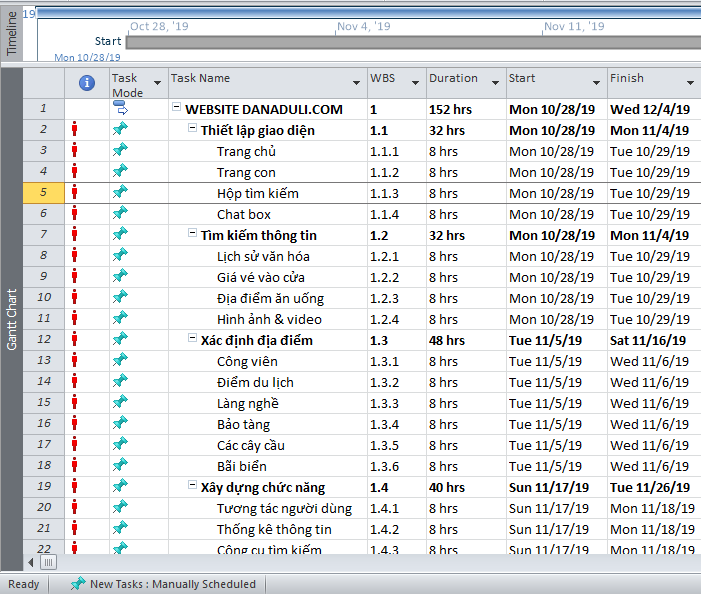 Timeline
19
Oct 28, '19 Nov 4, '19 Nov 11, '19
Start
Mon 10/28/19
Task Mode Task Name WBS Duration Start Finish
1 WEBSITE DANADULI.COM 1 152 hrs Mon 10/28/19 Wed 12/4/19
2 Thiết lập giao diện 1.1 32 hrs Mon 10/28/19 Mon 11/4/19
3 Trang chủ 1.1.1 8 hrs Mon 10/28/19 Tue 10/29/19
4 Trang con 1.1.2 8 hrs Mon 10/28/19 Tue 10/29/19
5 Hộp tìm kiếm 1.1.3 8 hrs Mon 10/28/19 Tue 10/29/19
6 Chat box 1.1.4 8 hrs Mon 10/28/19 Tue 10/29/19
7 Tìm kiếm thông tin 1.2 32 hrs Mon 10/28/19 Mon 11/4/19
8 Lịch sử văn hóa 1.2.1 8 hrs Mon 10/28/19 Tue 10/29/19
9 Giá vé vào cửa 1.2.2 8 hrs Mon 10/28/19 Tue 10/29/19
10 Địa điểm ăn uống 1.2.3 8 hrs Mon 10/28/19 Tue 10/29/19
11 Hình ảnh & video 1.2.4 8 hrs Mon 10/28/19 Tue 10/29/19
12 Xác định địa điểm 1.3 48 hrs Tue 11/5/19 Sat 11/16/19
13 Công viên 1.3.1 8 hrs Tue 11/5/19 Wed 11/6/19
14 Điểm du lịch 1.3.2 8 hrs Tue 11/5/19 Wed 11/6/19
15 Làng nghề 1.3.3 8 hrs Tue 11/5/19 Wed 11/6/19
16 Bảo tàng 1.3.4 8 hrs Tue 11/5/19 Wed 11/6/19
17 Các cây cầu 1.3.5 8 hrs Tue 11/5/19 Wed 11/6/19
18 Bãi biển 1.3.6 8 hrs Tue 11/5/19 Wed 11/6/19
19 Xây dựng chức năng 1.4 40 hrs Sun 11/17/19 Tue 11/26/19
20 Tương tác người dùng 1.4.1 8 hrs Sun 11/17/19 Mon 11/18/19
21 Thống kê thông tin 1.4.2 8 hrs Sun 11/17/19 Mon 11/18/19
22 Công cụ tìm kiếm 1.4.3 8 hrs Sun 11/17/19 Mon 11/18/19
Gantt Chart
Ready New Tasks : Manually Scheduled